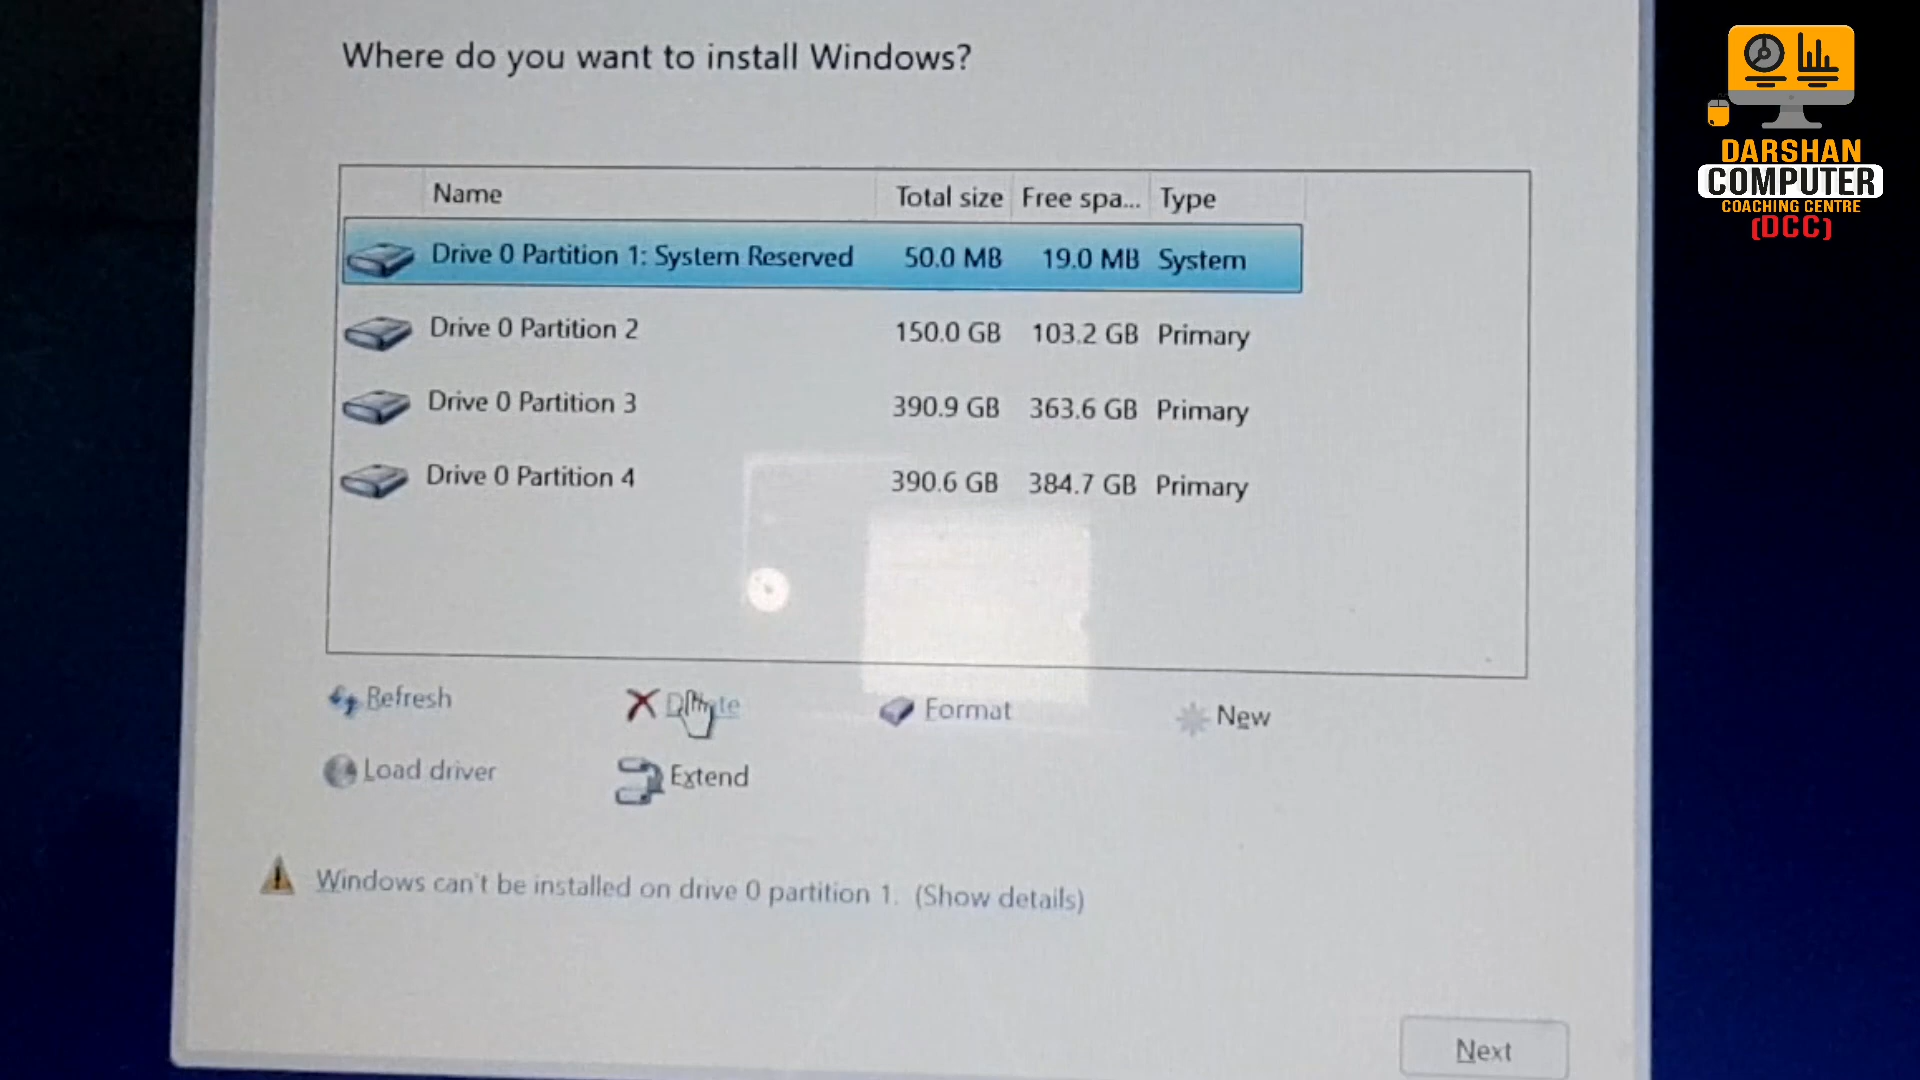 Where do you want to install Windows?
DARSHAN
COMPUTER
COACHING CENTRE
(DCC)
Name Total size Free spa... Type
Drive 0 Partition 1: System Reserved 50.0 MB 19.0 MB System
Drive 0 Partition 2 150.0 GB 103.2 GB Primary
Drive 0 Partition 3 390.9 GB 363.6 GB Primary
Drive 0 Partition 4 390.6 GB 384.7 GB Primary
Refresh Delete Format New
Load driver Extend
Windows can't be installed on drive 0 partition 1. (Show details)
Next